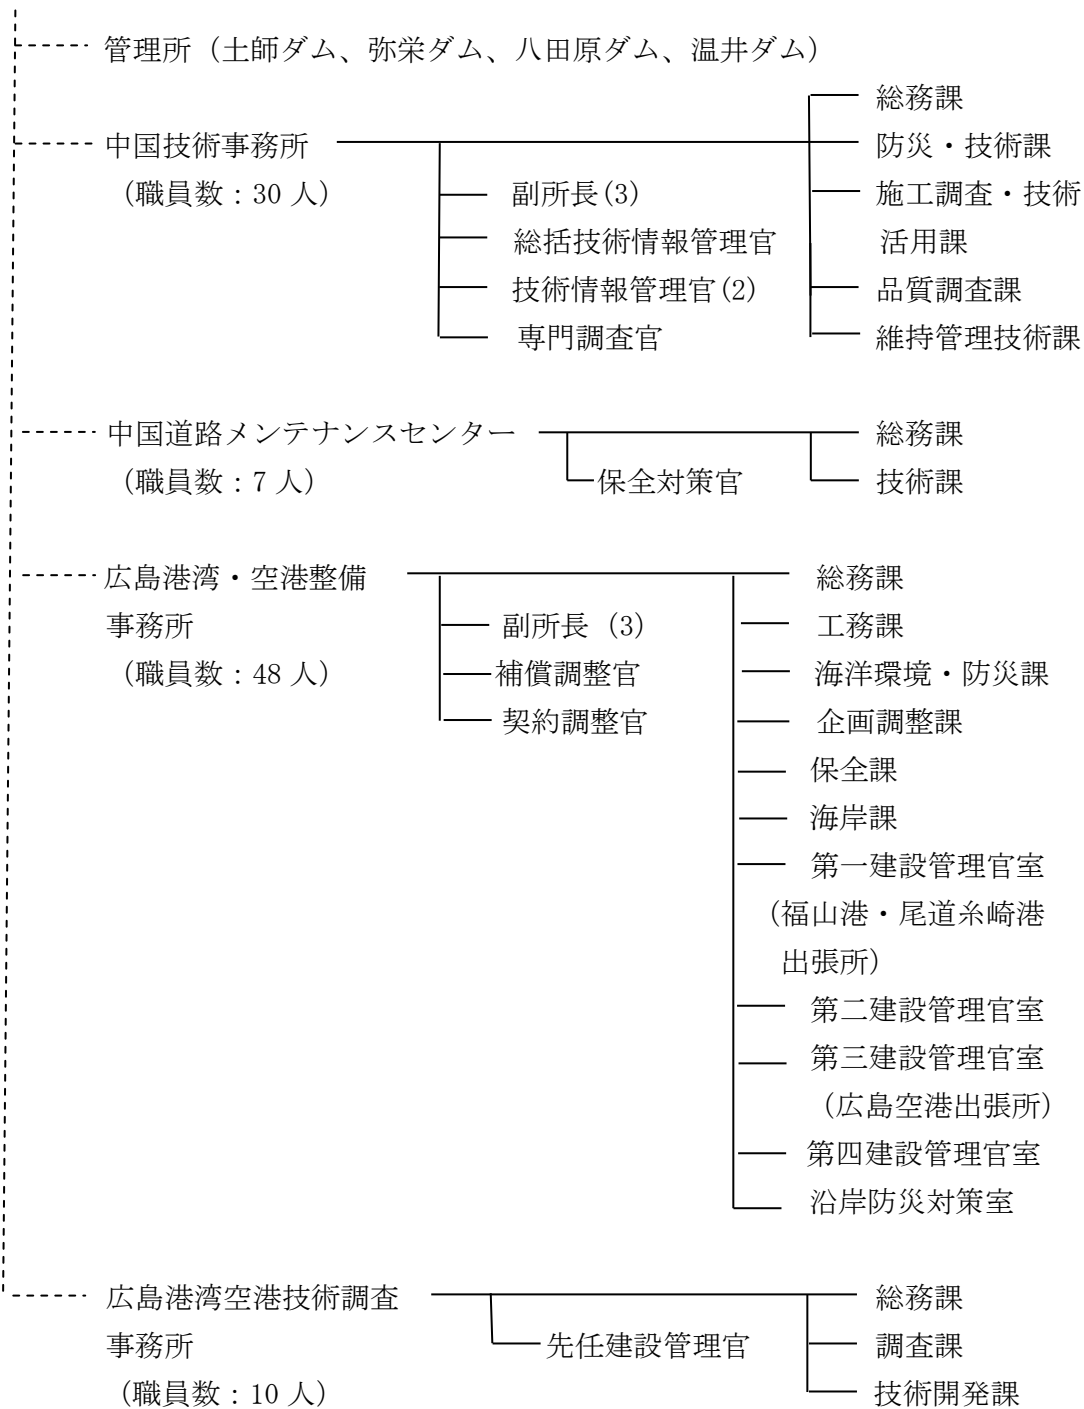 管理所（土師ダム、弥栄ダム、八田原ダム、温井ダム）
中国技術事務所
（職員数：30 人）
副所長(3)
総括技術情報管理官
技術情報管理官(2)
専門調査官
総務課
防災・技術課
施工調査・技術
活用課
品質調査課
維持管理技術課
中国道路メンテナンスセンター
（職員数：7 人）
保全対策官
総務課
技術課
広島港湾・空港整備
事務所
（職員数：48 人）
副所長（3）
補償調整官
契約調整官
総務課
工務課
海洋環境・防災課
企画調整課
保全課
海岸課
第一建設管理官室
（福山港・尾道糸崎港
出張所）
第二建設管理官室
第三建設管理官室
（広島空港出張所）
第四建設管理官室
沿岸防災対策室
広島港湾空港技術調査
事務所
（職員数：10 人）
先任建設管理官
総務課
調査課
技術開発課